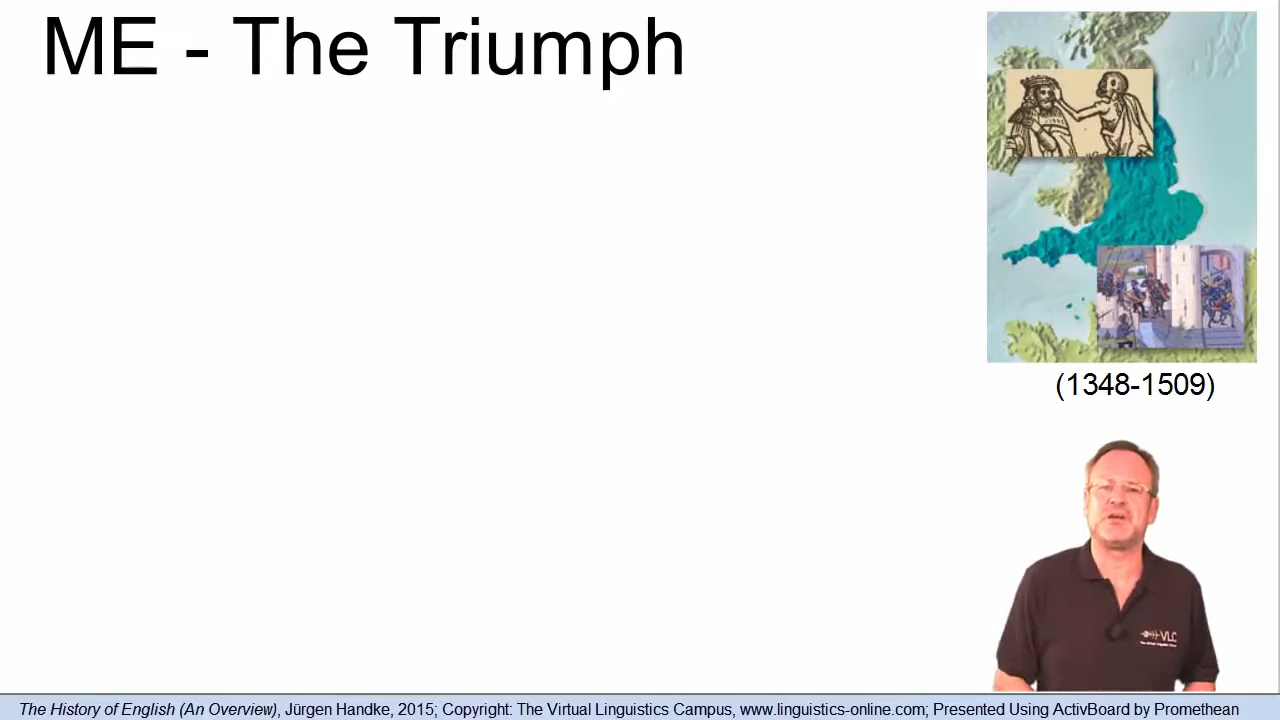 ME - The Triumph
(1348-1509)
VLC
The History of English (An Overview), Jürgen Handke, 2015; Copyright: The Virtual Linguistics Campus, www.linguistics-online.com; Presented Using ActivBoard by Promethean